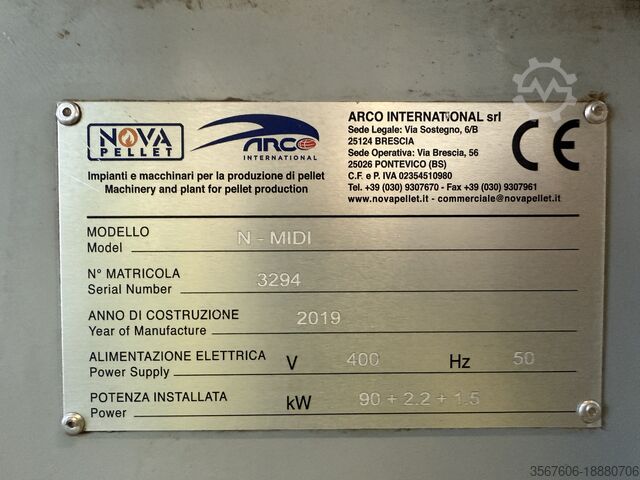 NOVA
PELLET
ARCO
INTERNATIONAL
Impianti e macchinari per la produzione di pellet
Machinery and plant for pellet production
ARCO INTERNATIONAL srl
Sede Legale: Via Sostegno, 6/B
25124 BRESCIA
Sede Operativa: Via Brescia, 56
25026 PONTEVICO (BS)
C.F. e P. IVA 02354510980
Tel. +39 (030) 9307670 - Fax +39 (030) 9307961
www.novapellet.it - commerciale@novapellet.it
CE
MODELLO
Model N - MIDI
N° MATRICOLA
Serial Number 3294
ANNO DI COSTRUZIONE
Year of Manufacture 2019
ALIMENTAZIONE ELETTRICA
Power Supply V 400 Hz 50
POTENZA INSTALLATA
Power kW 90 + 2.2 + 1.5
3567606-18880706